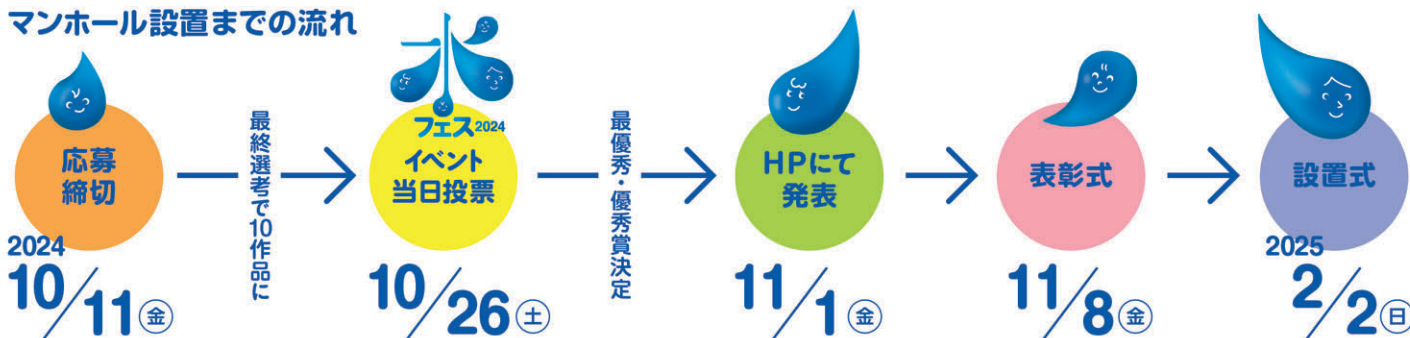 マンホール設置までの流れ
応募
締切
2024
10/11(金)
最終選考で10作品に
水
フェス2024
イベント
当日投票
10/26(土)
最優秀・優秀賞決定
HPにて
発表
11/1(金)
表彰式
11/8(金)
設置式
2025
2/2(日)